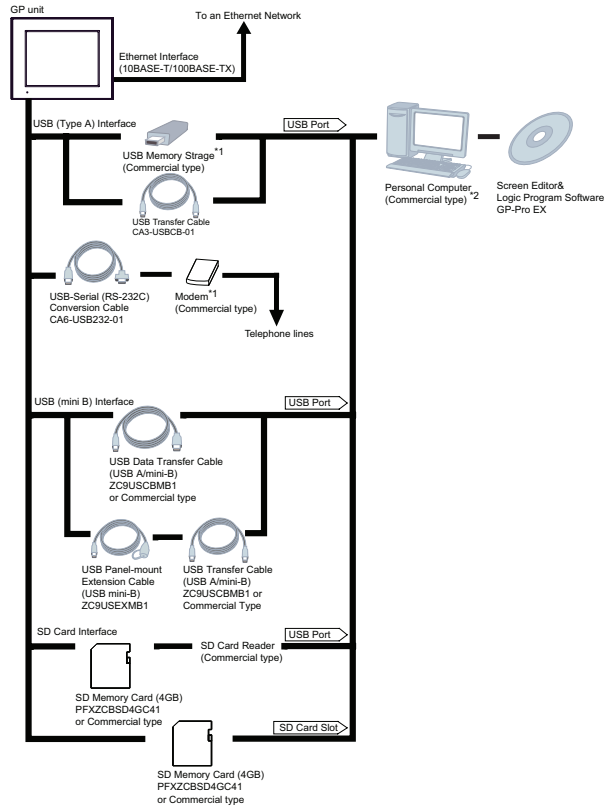 GP unit
To an Ethernet Network
Ethernet Interface
(10BASE-T/100BASE-TX)
USB (Type A) Interface
USB Port
USB Memory Strage*1
(Commercial type)
Personal Computer
(Commercial type) *2
Screen Editor&
Logic Program Software
GP-Pro EX
USB Transfer Cable
CA3-USBCB-01
USB-Serial (RS-232C)
Conversion Cable
CA6-USB232-01
Modem*1
(Commercial type)
Telephone lines
USB (mini B) Interface
USB Port
USB Data Transfer Cable
(USB A/mini-B)
ZC9USCBMB1
or Commercial type
USB Panel-mount
Extension Cable
(USB mini-B)
ZC9USEXMB1
USB Transfer Cable
(USB A/mini-B)
ZC9USCBMB1 or
Commercial Type
SD Card Interface
USB Port
SD Card Reader
(Commercial type)
SD Memory Card (4GB)
PFXZCBSD4GC41
or Commercial type
SD Card Slot
SD Memory Card (4GB)
PFXZCBSD4GC41
or Commercial type